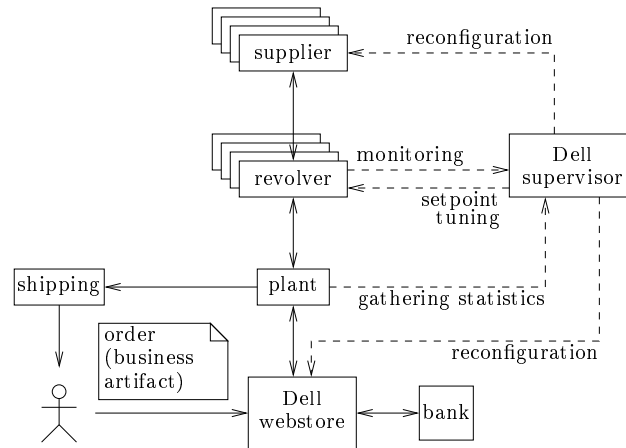 reconfiguration
supplier
monitoring
Dell
supervisor
revolver
setpoint
tuning
shipping
plant
gathering statistics
order
(business
artifact)
reconfiguration
Dell
webstore
bank